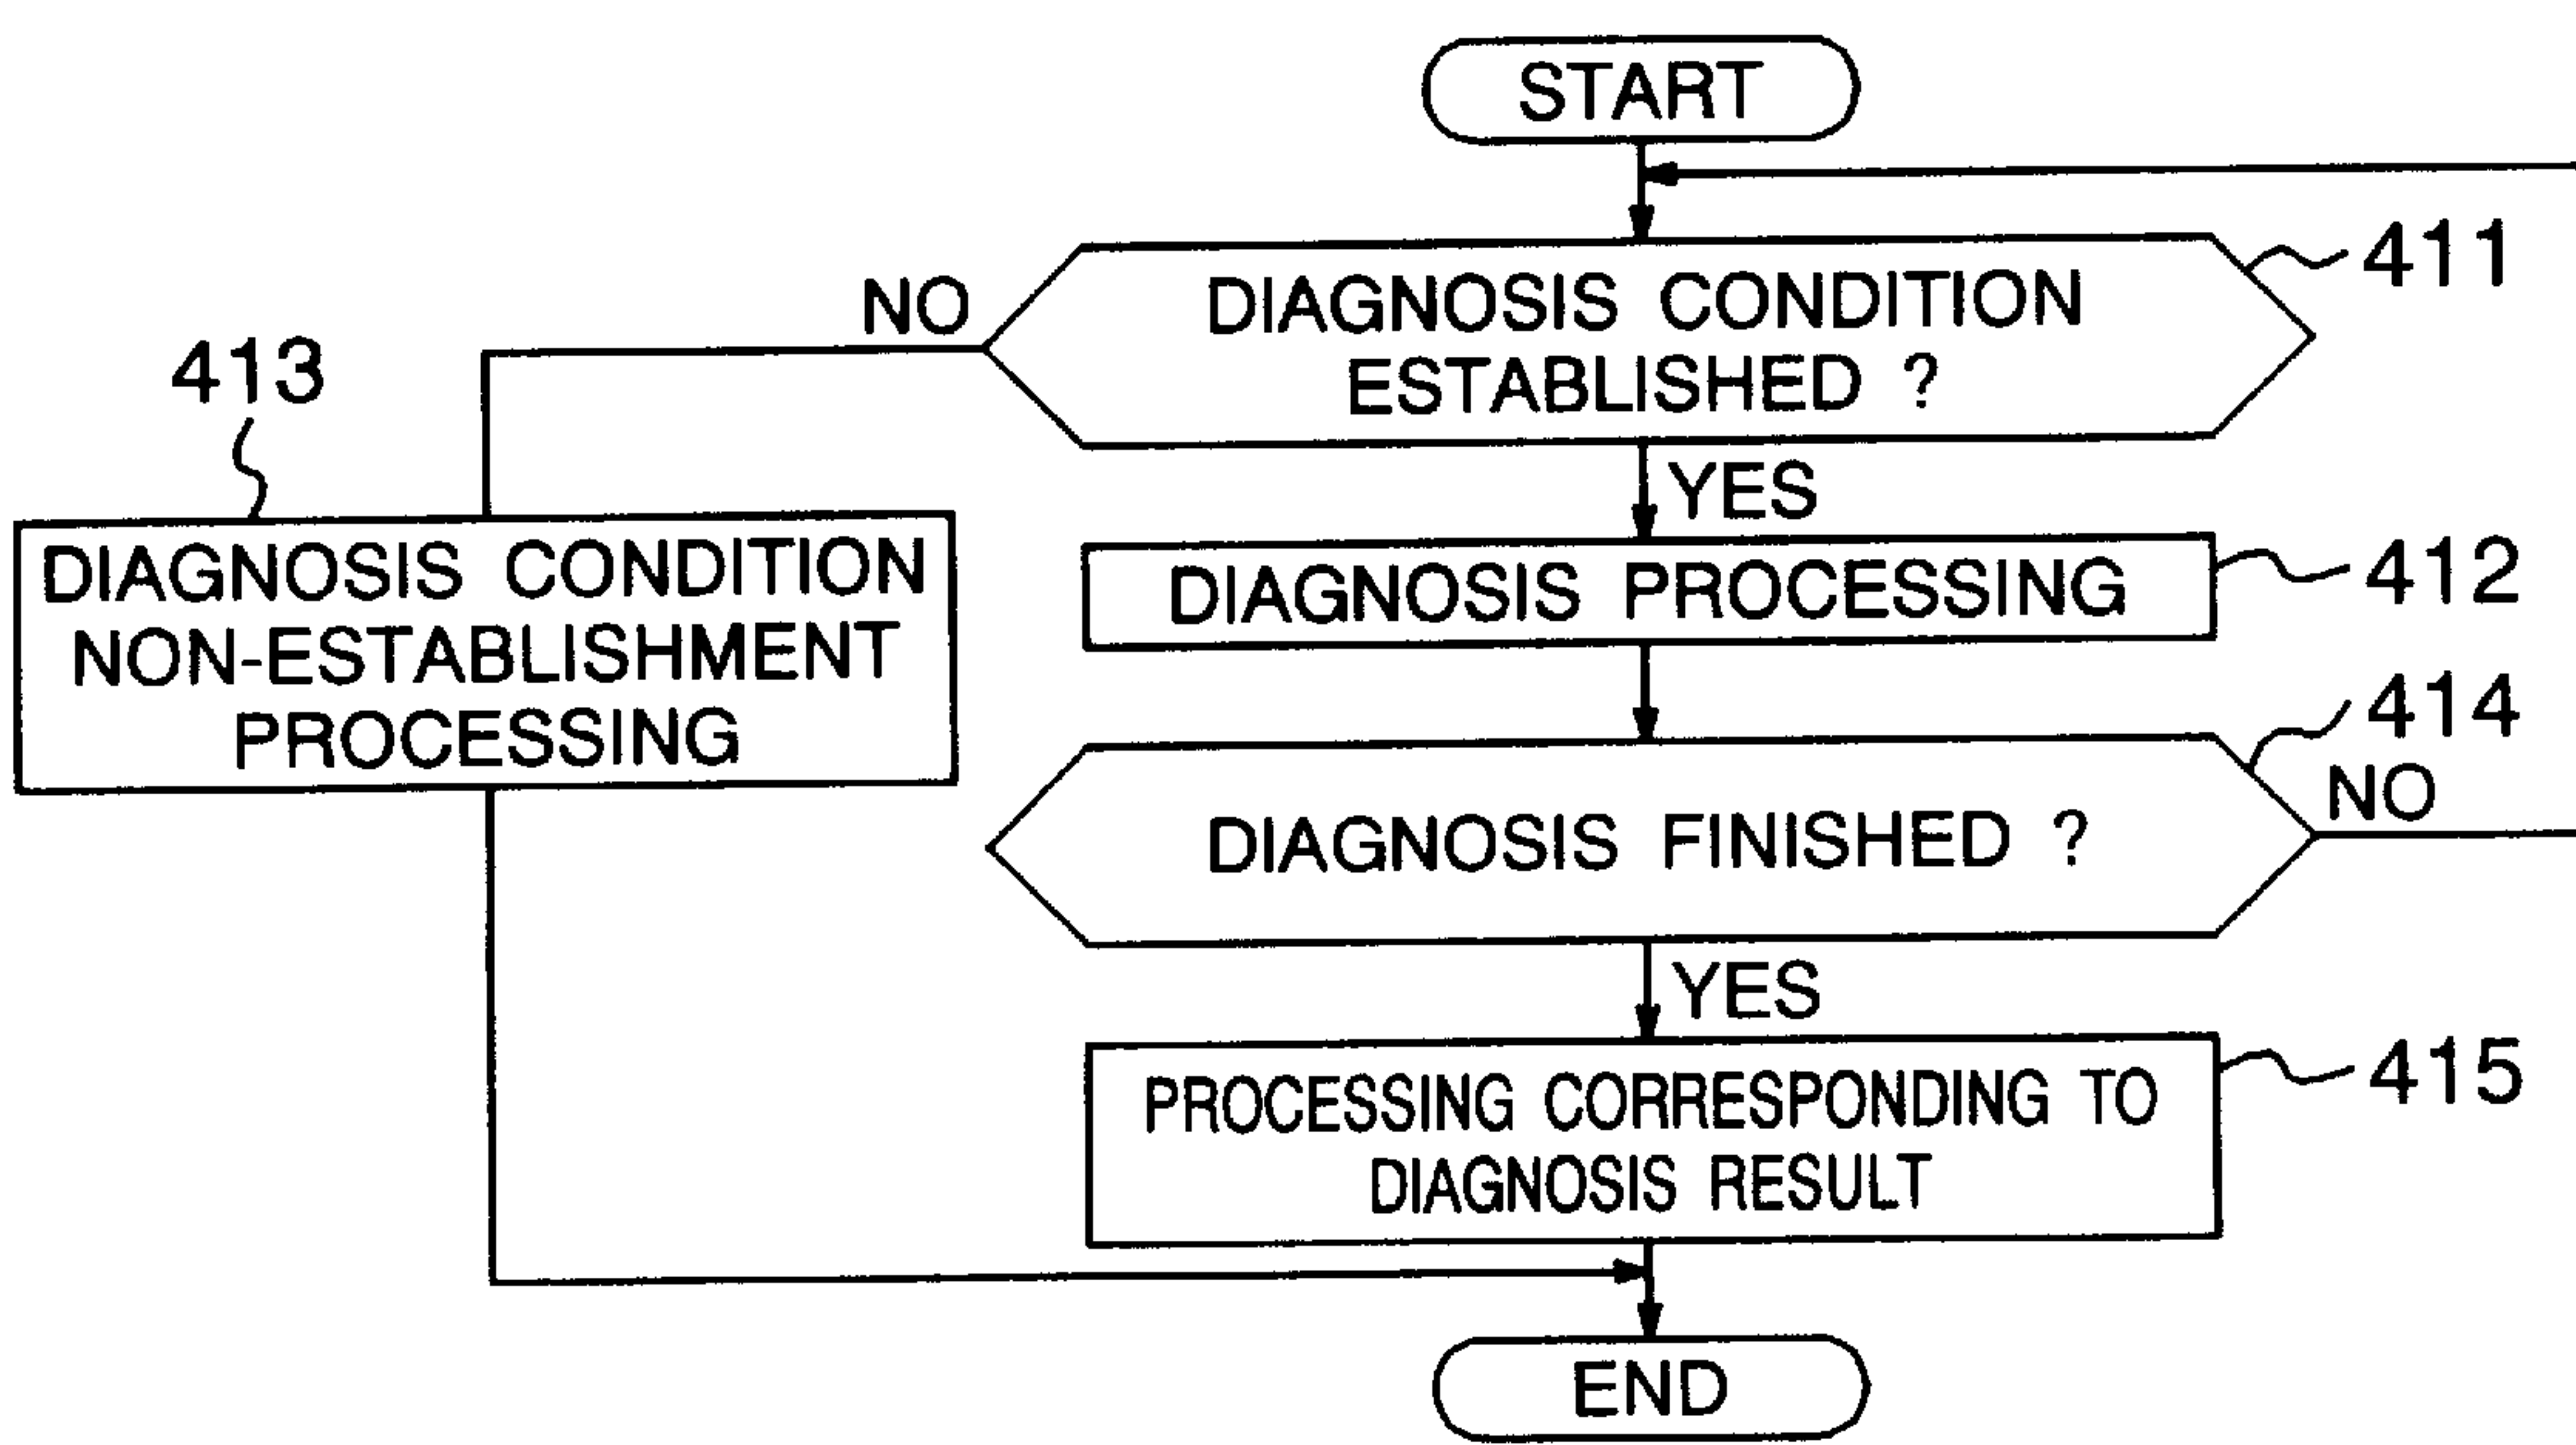 START
411
DIAGNOSIS CONDITION
ESTABLISHED ?
NO
YES
413
DIAGNOSIS CONDITION
NON-ESTABLISHMENT
PROCESSING
412
DIAGNOSIS PROCESSING
414
DIAGNOSIS FINISHED ?
NO
YES
415
PROCESSING CORRESPONDING TO
DIAGNOSIS RESULT
END